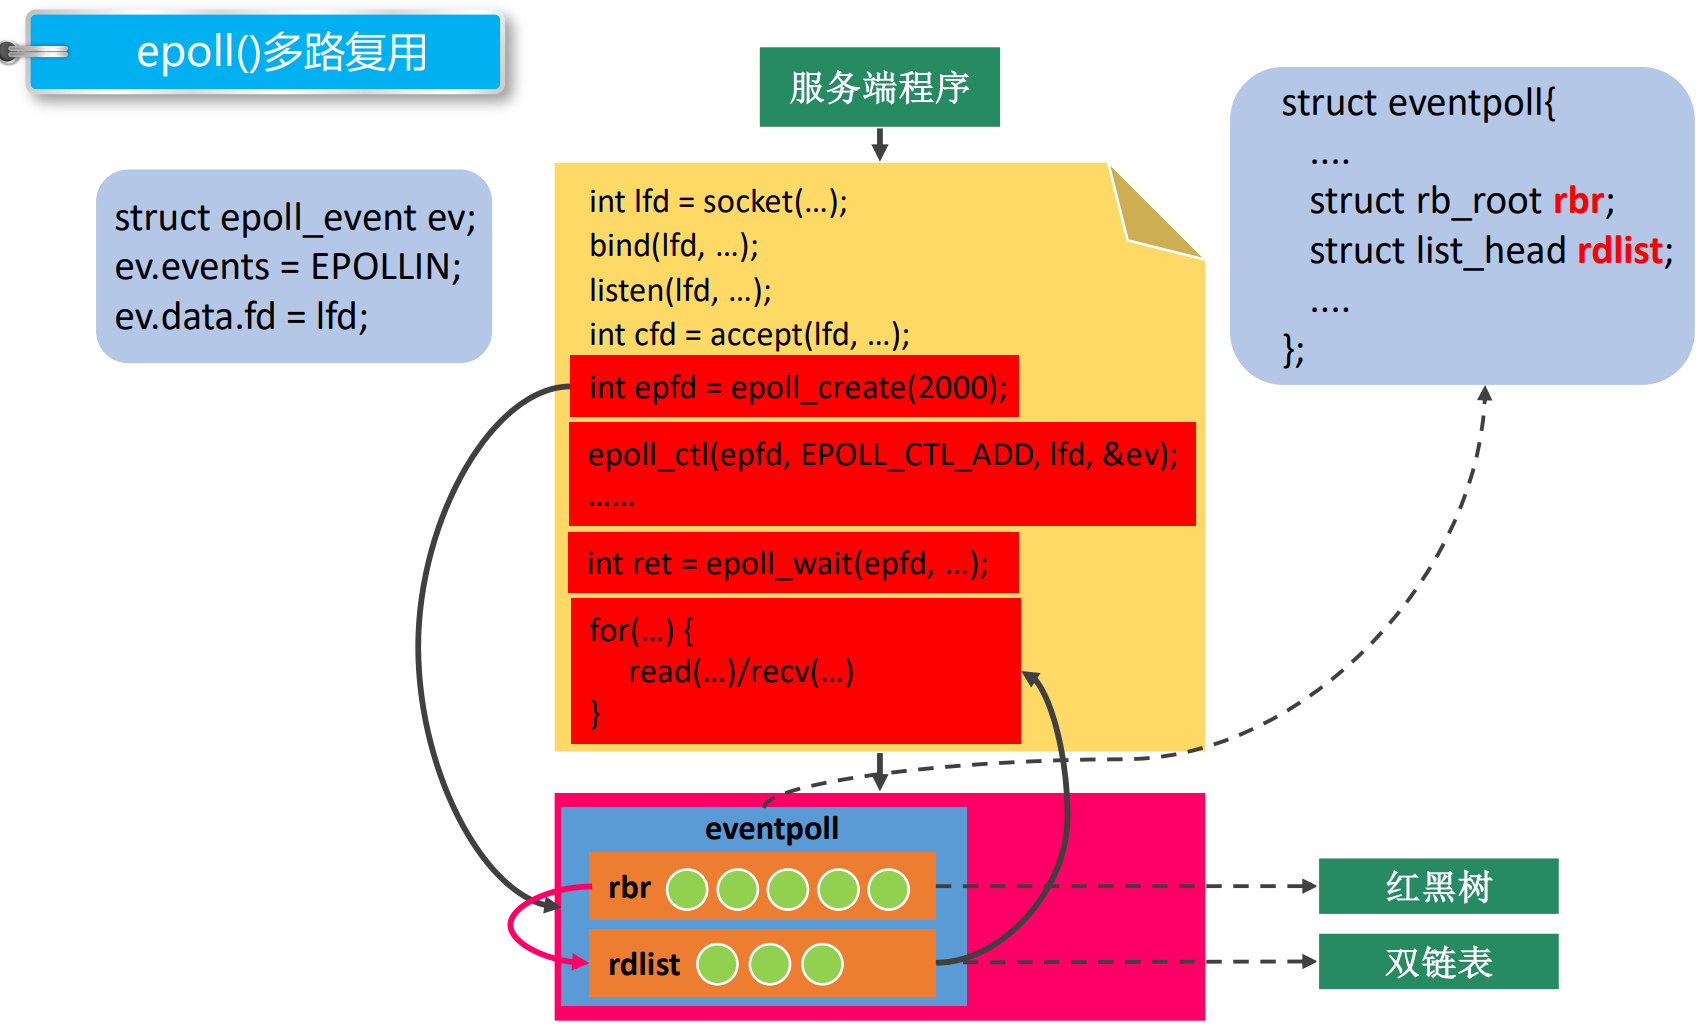 epoll()多路复用
服务端程序
struct epoll_event ev;
ev.events = EPOLLIN;
ev.data.fd = lfd;
int lfd = socket(…);
bind(lfd, …);
listen(lfd, …);
int cfd = accept(lfd, …);
int epfd = epoll_create(2000);
epoll_ctl(epfd, EPOLL_CTL_ADD, lfd, &ev);
……
int ret = epoll_wait(epfd, …);
for(…) {
read(…)/recv(…)
}
struct eventpoll{
....
struct rb_root rbr;
struct list_head rdlist;
....
};
eventpoll
rbr
rdlist
红黑树
双链表